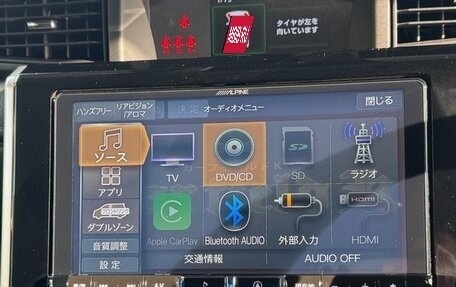 タイヤが左を
向いています
ALPINE
ハンズフリー
リアビジョン
/アロマ
決定 オーディオメニュー
閉じる
ソース
TV
DVD/CD
SD
ラジオ
アプリ
ダブルゾーン
Apple CarPlay
Bluetooth AUDIO
外部入力
HDMI
音質調整
設定
交通情報
AUDIO OFF
AV